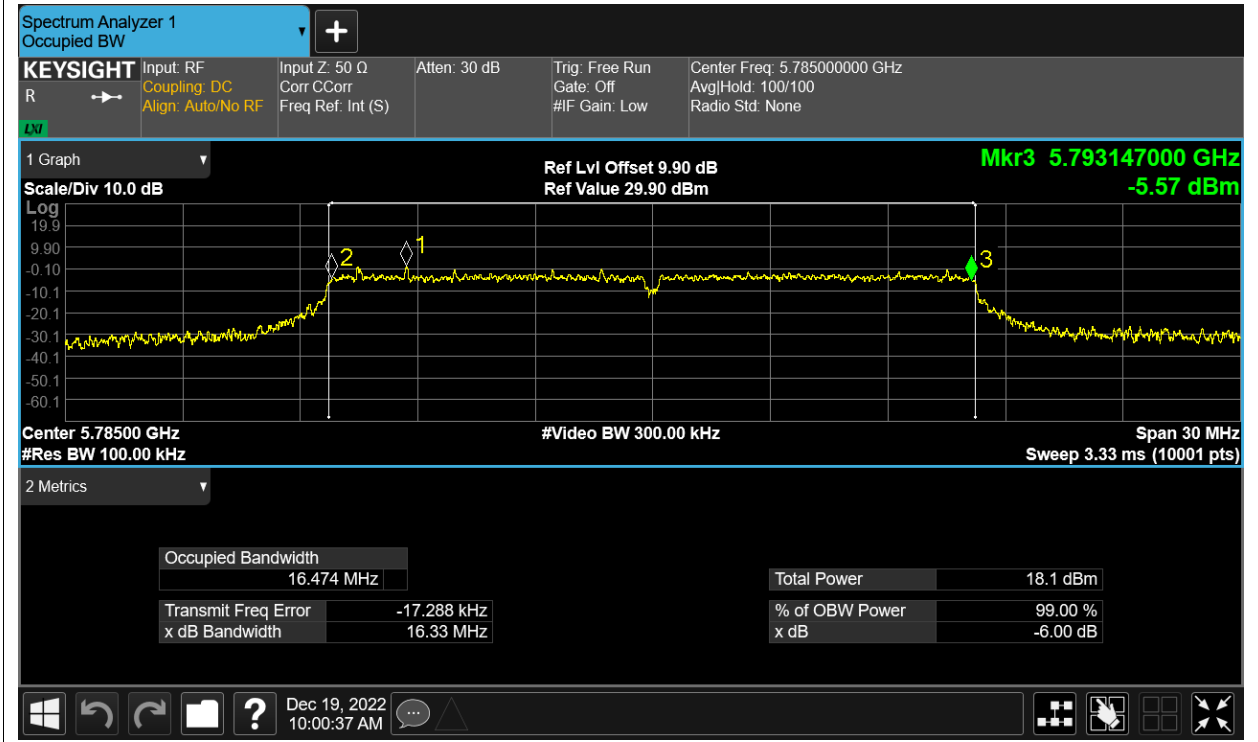 Spectrum Analyzer 1
Occupied BW
KEYSIGHT
R
LXI
Input: RF
Coupling: DC
Align: Auto/No RF
Input Z: 50 Ω
Corr CCorr
Freq Ref: Int (S)
Atten: 30 dB
Trig: Free Run
Gate: Off
#IF Gain: Low
Center Freq: 5.785000000 GHz
Avg|Hold: 100/100
Radio Std: None
1 Graph
Scale/Div 10.0 dB
Ref Lvl Offset 9.90 dB
Ref Value 29.90 dBm
Mkr3 5.793147000 GHz
-5.57 dBm
Log
19.9
9.90
-0.10
-10.1
-20.1
-30.1
-40.1
-50.1
-60.1
2
1
3
Center 5.78500 GHz
#Res BW 100.00 kHz
#Video BW 300.00 kHz
Span 30 MHz
Sweep 3.33 ms (10001 pts)
2 Metrics
Occupied Bandwidth
16.474 MHz
Transmit Freq Error -17.288 kHz
x dB Bandwidth 16.33 MHz
Total Power 18.1 dBm
% of OBW Power 99.00 %
x dB -6.00 dB
?
Dec 19, 2022
10:00:37 AM